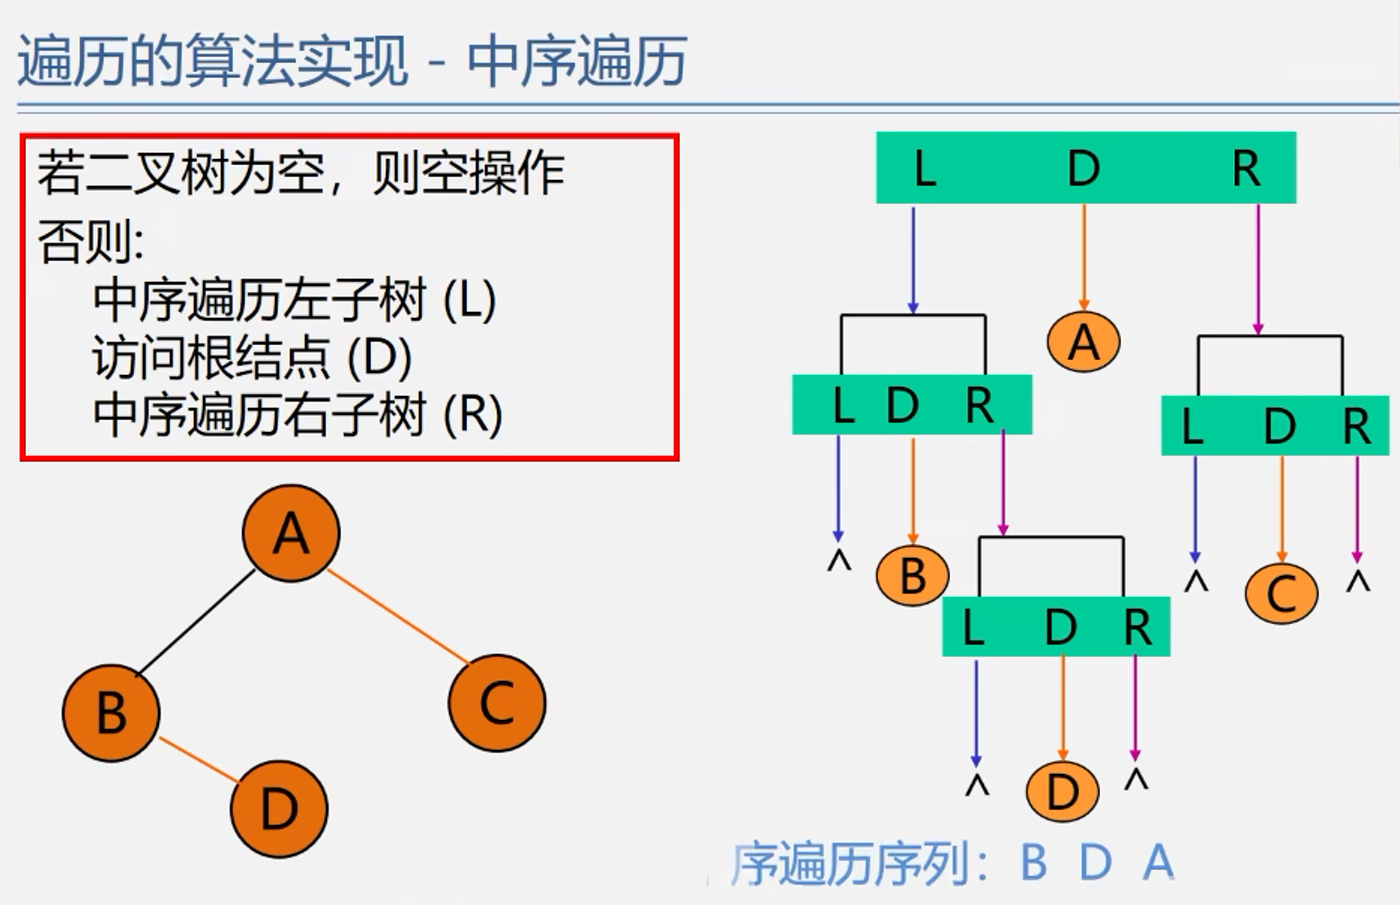 遍历的算法实现 - 中序遍历
若二叉树为空，则空操作
否则:
中序遍历左子树 (L)
访问根结点 (D)
中序遍历右子树 (R)
L D R
A
L D R
L D R
^ B
^ C ^
L D R
^ D ^
A
B
C
D
序遍历序列：B D A